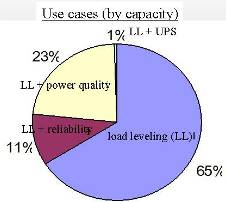 Use cases (by capacity)
1% LL + UPS
23%
LL + power quality
LL + reliability
11%
load leveling (LL)
65%